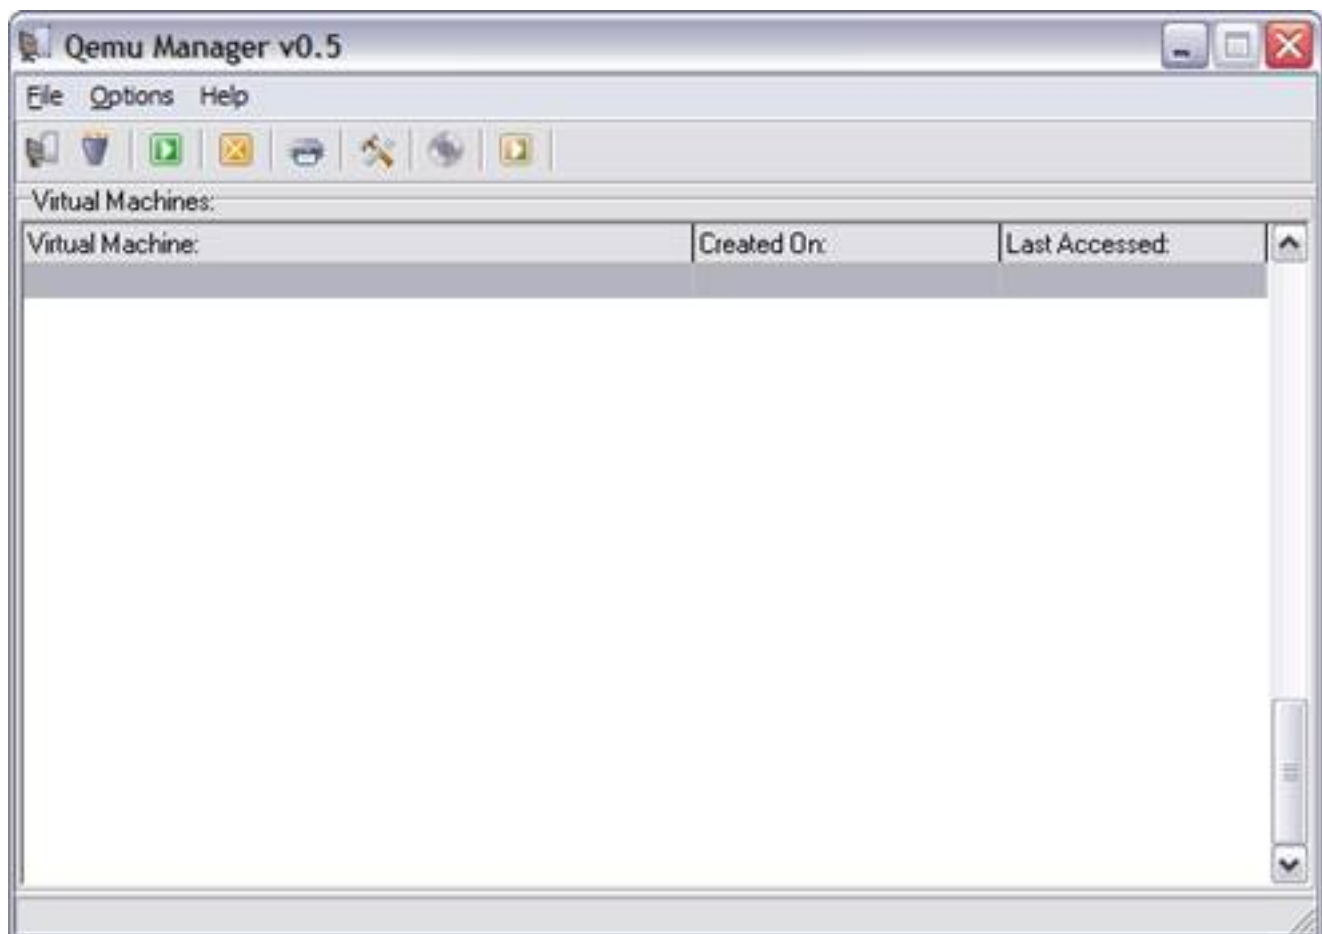 Qemu Manager v0.5
File Options Help
Virtual Machines:
Virtual Machine: Created On: Last Accessed: